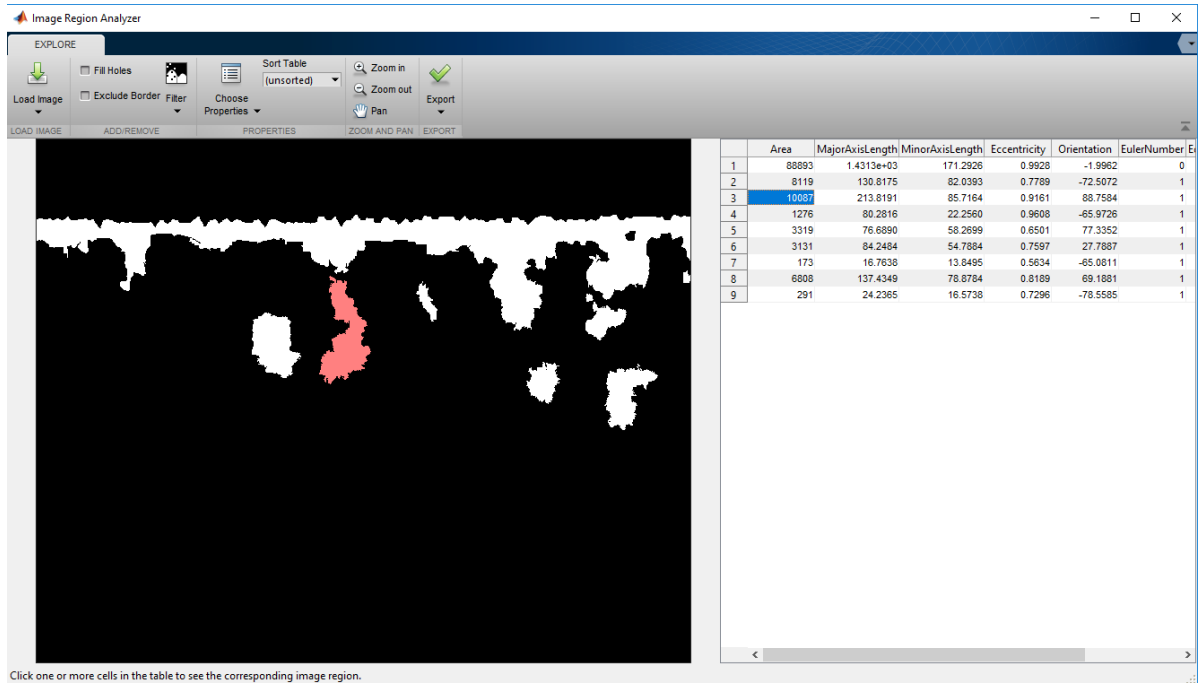 Image Region Analyzer
EXPLORE
Load Image
Fill Holes
Exclude Border
Filter
Choose Properties
Sort Table
(unsorted)
Zoom in
Zoom out
Pan
Export
LOAD IMAGE ADD/REMOVE PROPERTIES ZOOM AND PAN EXPORT
Area MajorAxisLength MinorAxisLength Eccentricity Orientation EulerNumber
1 88893 1.4313e+03 171.2926 0.9928 -1.9962 0
2 8119 130.8175 82.0393 0.7789 -72.5072 1
3 10087 213.8191 85.7164 0.9161 88.7584 1
4 1276 80.2816 22.2560 0.9608 -65.9726 1
5 3319 76.6890 58.2699 0.6501 77.3352 1
6 3131 84.2484 54.7884 0.7597 27.7887 1
7 173 16.7638 13.8495 0.5634 -65.0811 1
8 6808 137.4349 78.8784 0.8189 69.1881 1
9 291 24.2365 16.5738 0.7296 -78.5585 1
Click one or more cells in the table to see the corresponding image region.